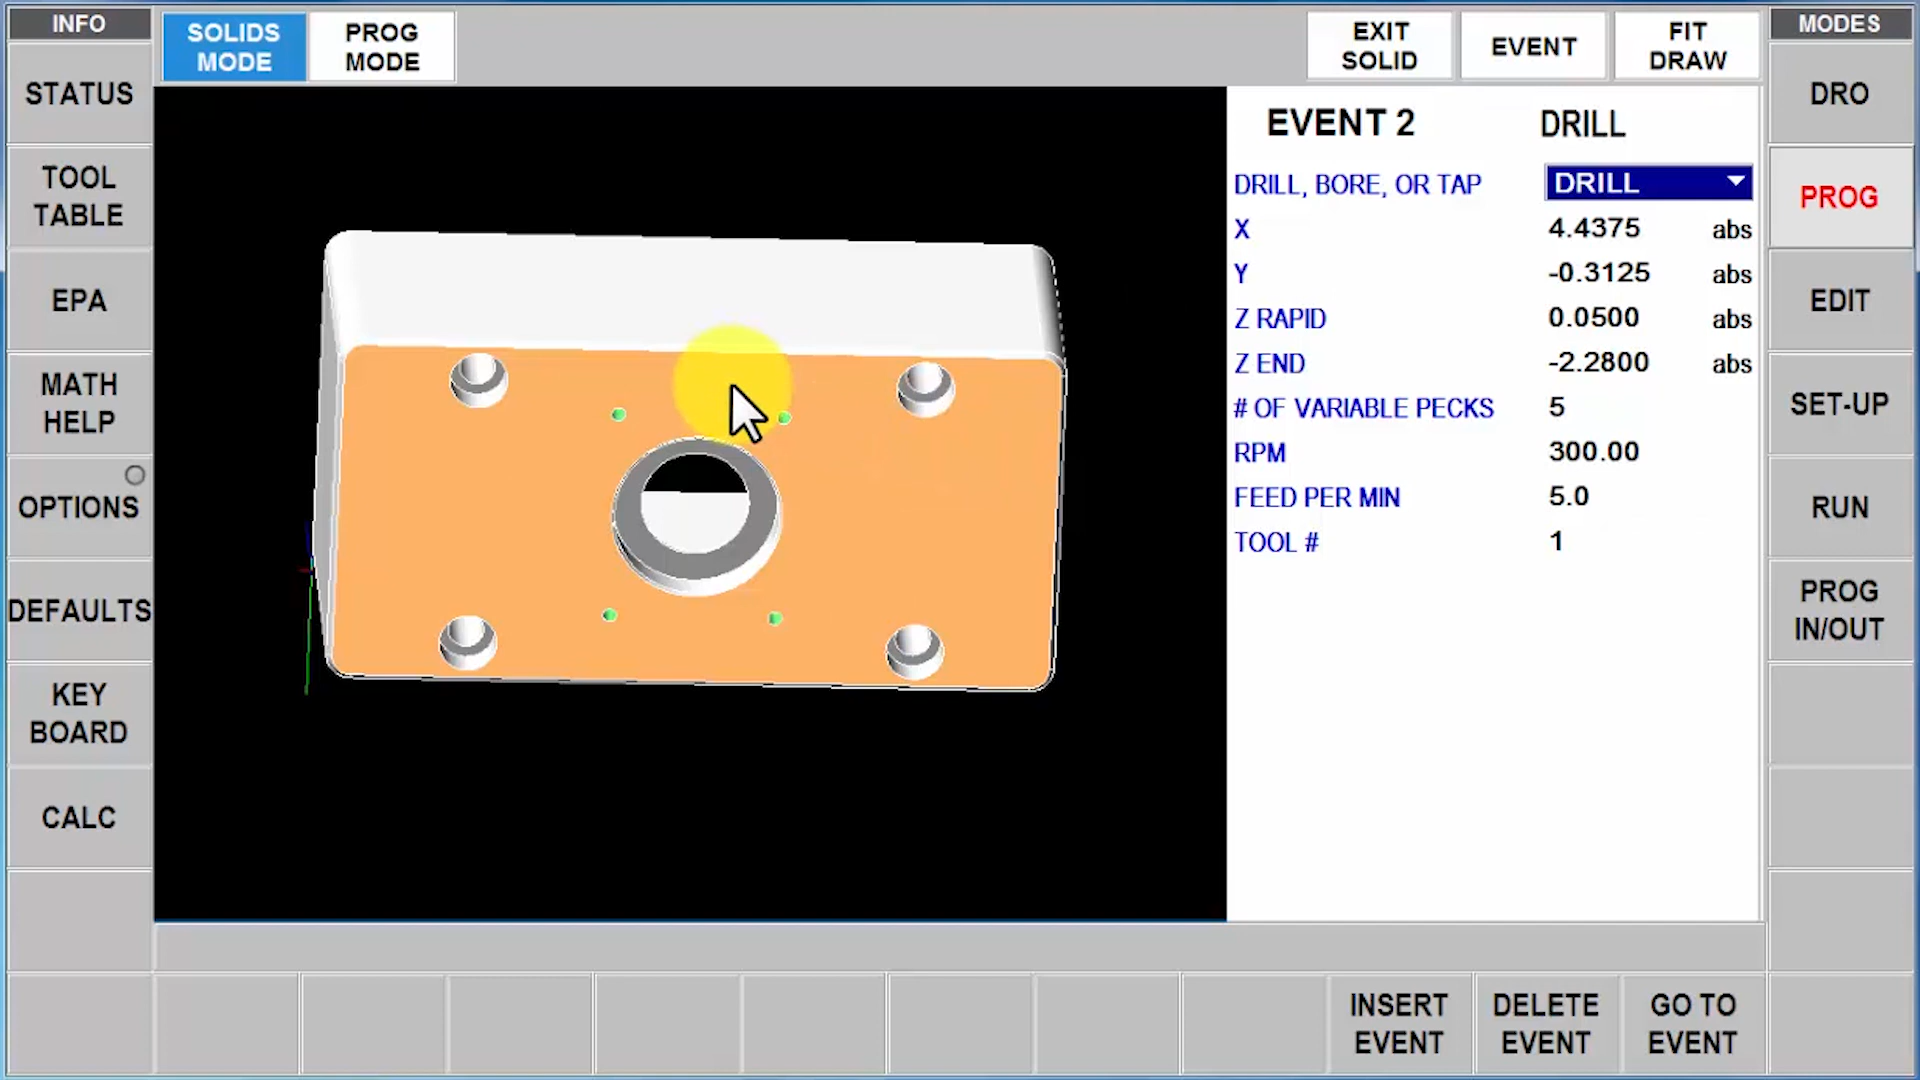 INFO
SOLIDS
MODE
PROG
MODE
EXIT
SOLID
EVENT
FIT
DRAW
MODES
STATUS
TOOL
TABLE
EPA
MATH
HELP
OPTIONS
DEFAULTS
KEY
BOARD
CALC
EVENT 2 DRILL
DRILL, BORE, OR TAP DRILL
X 4.4375 abs
Y -0.3125 abs
Z RAPID 0.0500 abs
Z END -2.2800 abs
# OF VARIABLE PECKS 5
RPM 300.00
FEED PER MIN 5.0
TOOL # 1
DRO
PROG
EDIT
SET-UP
RUN
PROG
IN/OUT
INSERT
EVENT
DELETE
EVENT
GO TO
EVENT